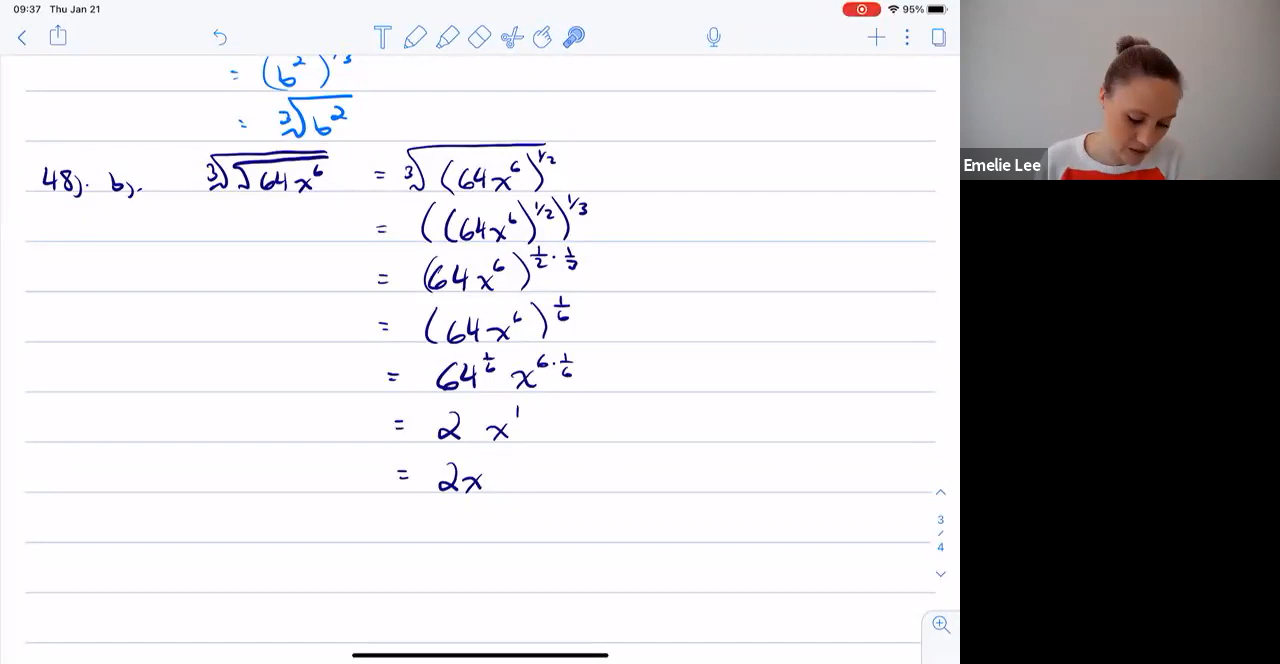 09:37 Thu Jan 21
95%
T
= (b²)^1/3
= ∛b²
48). b). ∛√64x⁶ = ∛(64x⁶)^1/2
= ((64x⁶)^1/2)^1/3
= (64x⁶)^1/2 · 1/3
= (64x⁶)^1/6
= 64^1/6 x^6 · 1/6
= 2 x¹
= 2x
3
/
4
Emelie Lee